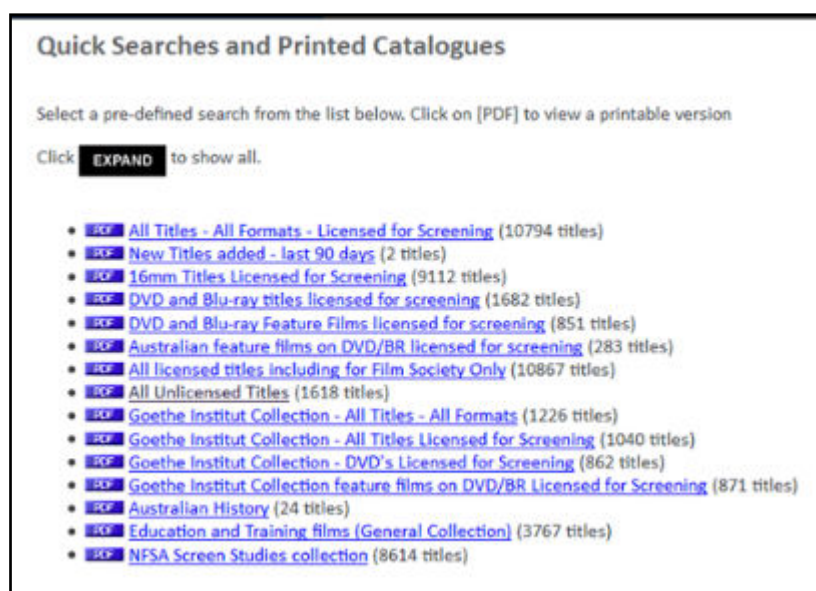 Quick Searches and Printed Catalogues
Select a pre-defined search from the list below. Click on [PDF] to view a printable version
Click EXPAND to show all.
PDF All Titles - All Formats - Licensed for Screening (10794 titles)
PDF New Titles added - last 90 days (2 titles)
PDF 16mm Titles Licensed for Screening (9112 titles)
PDF DVD and Blu-ray titles licensed for screening (1682 titles)
PDF DVD and Blu-ray Feature Films licensed for screening (851 titles)
PDF Australian feature films on DVD/BR licensed for screening (283 titles)
PDF All licensed titles including for Film Society Only (10867 titles)
PDF All Unlicensed Titles (1618 titles)
PDF Goethe Institut Collection - All Titles - All Formats (1226 titles)
PDF Goethe Institut Collection - All Titles Licensed for Screening (1040 titles)
PDF Goethe Institut Collection - DVD's Licensed for Screening (862 titles)
PDF Goethe Institut Collection feature films on DVD/BR Licensed for Screening (871 titles)
PDF Australian History (24 titles)
PDF Education and Training films (General Collection) (3767 titles)
PDF NFSA Screen Studies collection (8614 titles)